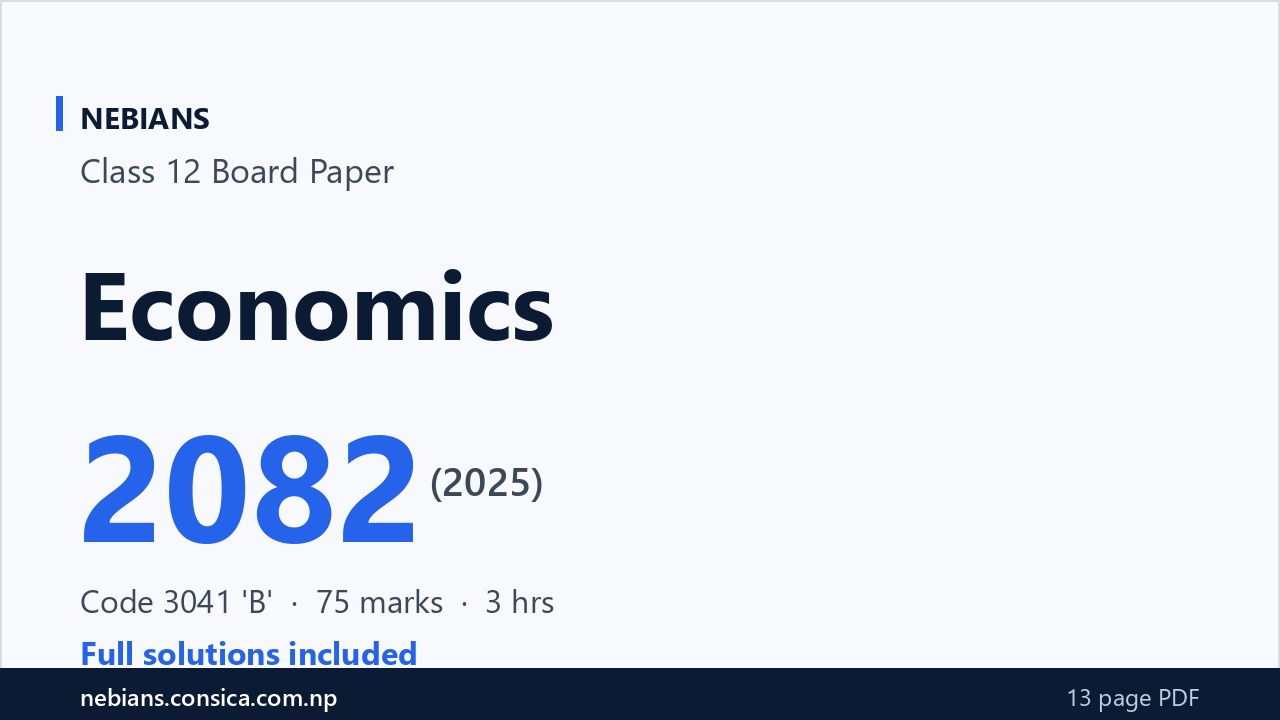 NEBIANS
Class 12 Board Paper
Economics
2082 (2025)
Code 3041 'B' · 75 marks · 3 hrs
Full solutions included
nebians.consica.com.np
13 page PDF